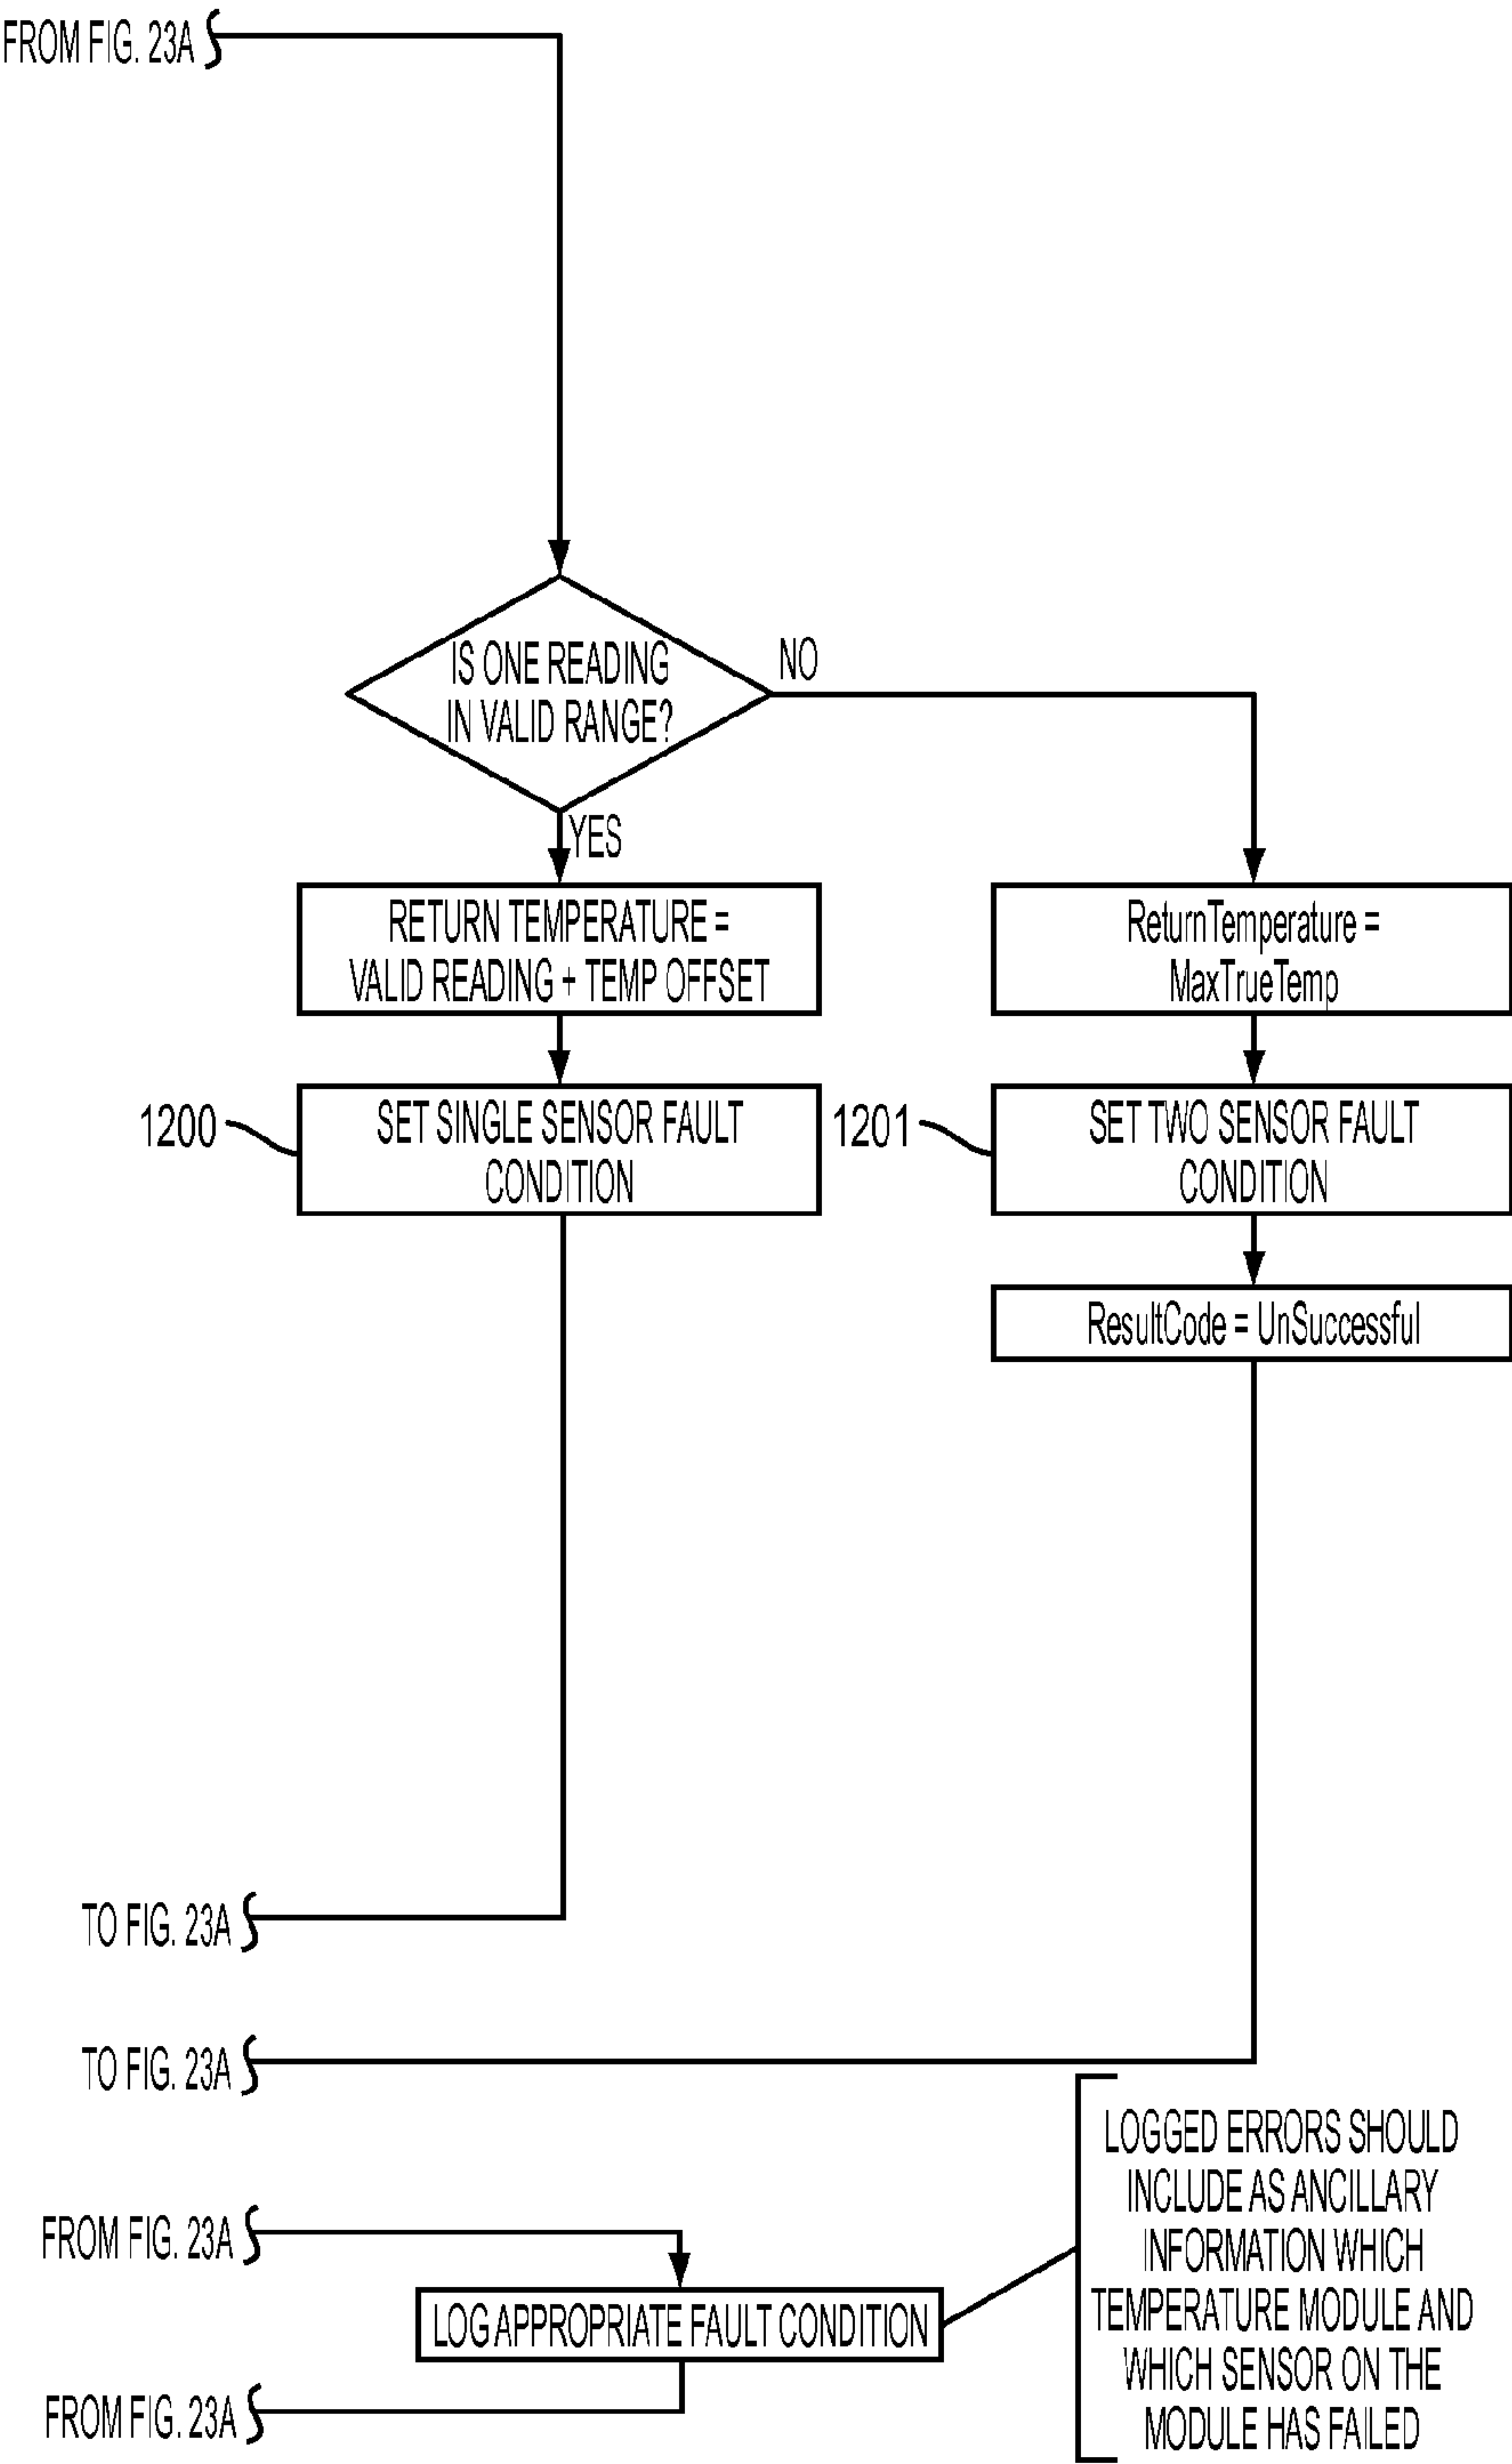 FROM FIG. 23A
IS ONE READING
IN VALID RANGE?
NO
YES
RETURN TEMPERATURE =
VALID READING + TEMP OFFSET
ReturnTemperature =
MaxTrueTemp
1200
SET SINGLE SENSOR FAULT
CONDITION
1201
SET TWO SENSOR FAULT
CONDITION
ResultCode = UnSuccessful
TO FIG. 23A
TO FIG. 23A
FROM FIG. 23A
LOG APPROPRIATE FAULT CONDITION
FROM FIG. 23A
LOGGED ERRORS SHOULD
INCLUDE AS ANCILLARY
INFORMATION WHICH
TEMPERATURE MODULE AND
WHICH SENSOR ON THE
MODULE HAS FAILED